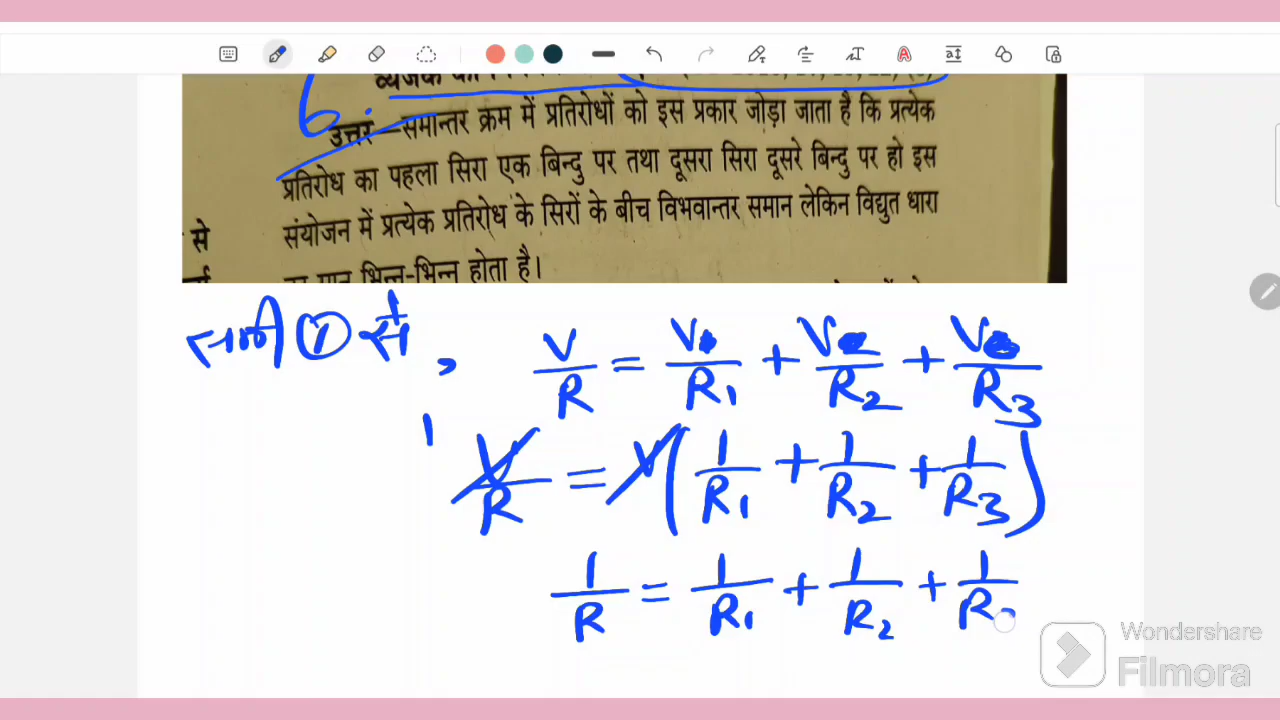 उत्तर—समान्तर क्रम में प्रतिरोधों को इस प्रकार जोड़ा जाता है कि प्रत्येक
प्रतिरोध का पहला सिरा एक बिन्दु पर तथा दूसरा सिरा दूसरे बिन्दु पर हो इस
संयोजन में प्रत्येक प्रतिरोध के सिरों के बीच विभवान्तर समान लेकिन विद्युत धारा
से
मान भिन्न-भिन्न होता है।
समी ① से, V/R = V/R₁ + V/R₂ + V/R₃
V/R = V(1/R₁ + 1/R₂ + 1/R₃)
1/R = 1/R₁ + 1/R₂ + 1/R
Wondershare
Filmora